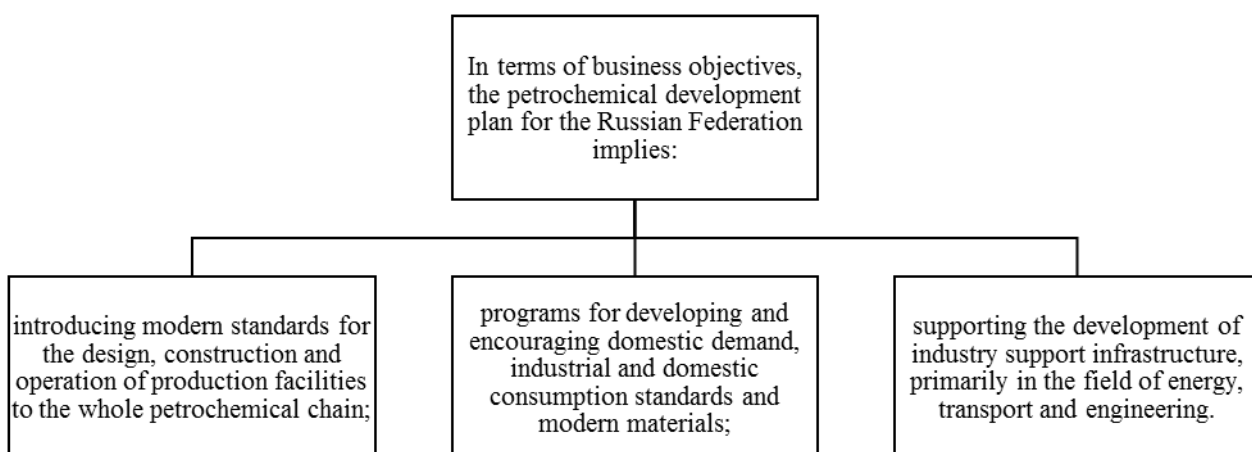 In terms of business objectives,
the petrochemical development
plan for the Russian Federation
implies:
introducing modern standards for
the design, construction and
operation of production facilities
to the whole petrochemical chain;
programs for developing and
encouraging domestic demand,
industrial and domestic
consumption standards and
modern materials;
supporting the development of
industry support infrastructure,
primarily in the field of energy,
transport and engineering.